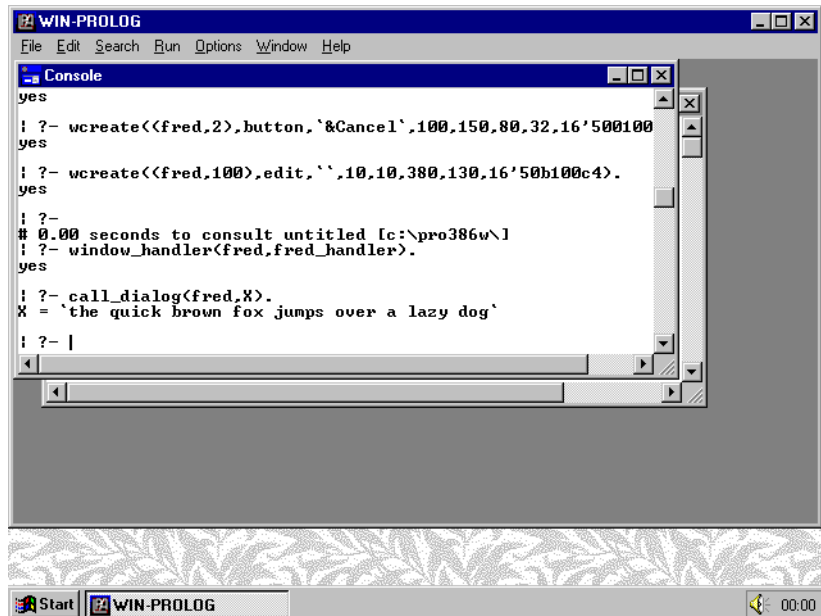 WIN-PROLOG
File Edit Search Run Options Window Help
Console
yes
¦ ?- wcreate((fred,2),button,`&Cancel`,100,150,80,32,16'500100
yes
¦ ?- wcreate((fred,100),edit,``,10,10,380,130,16'50b100c4).
yes
¦ ?-
# 0.00 seconds to consult untitled [c:\pro386w\]
¦ ?- window_handler(fred,fred_handler).
yes
¦ ?- call_dialog(fred,X).
X = `the quick brown fox jumps over a lazy dog`
¦ ?-
Start WIN-PROLOG 00:00